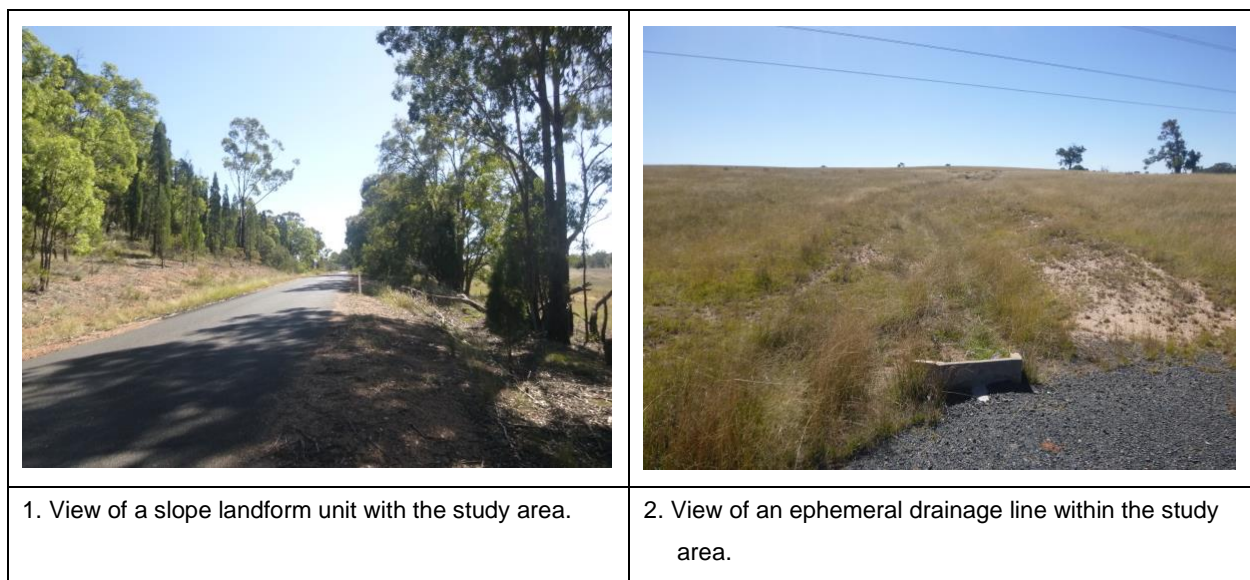 1. View of a slope landform unit with the study area.
2. View of an ephemeral drainage line within the study
area.